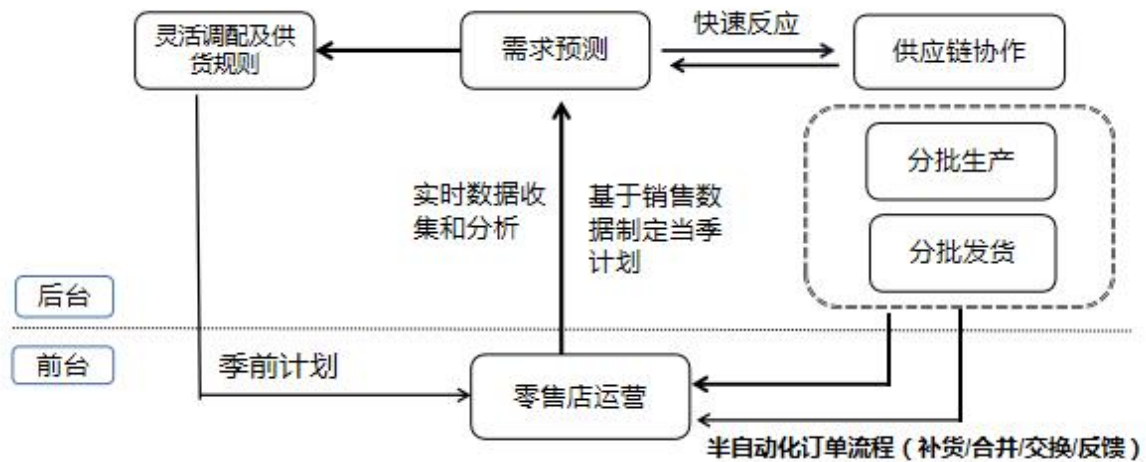 灵活调配及供
货规则
需求预测
快速反应
供应链协作
分批生产
分批发货
实时数据收
集和分析
基于销售数
据制定当季
计划
后台
前台
季前计划
零售店运营
半自动化订单流程（补货/合并/交换/反馈）